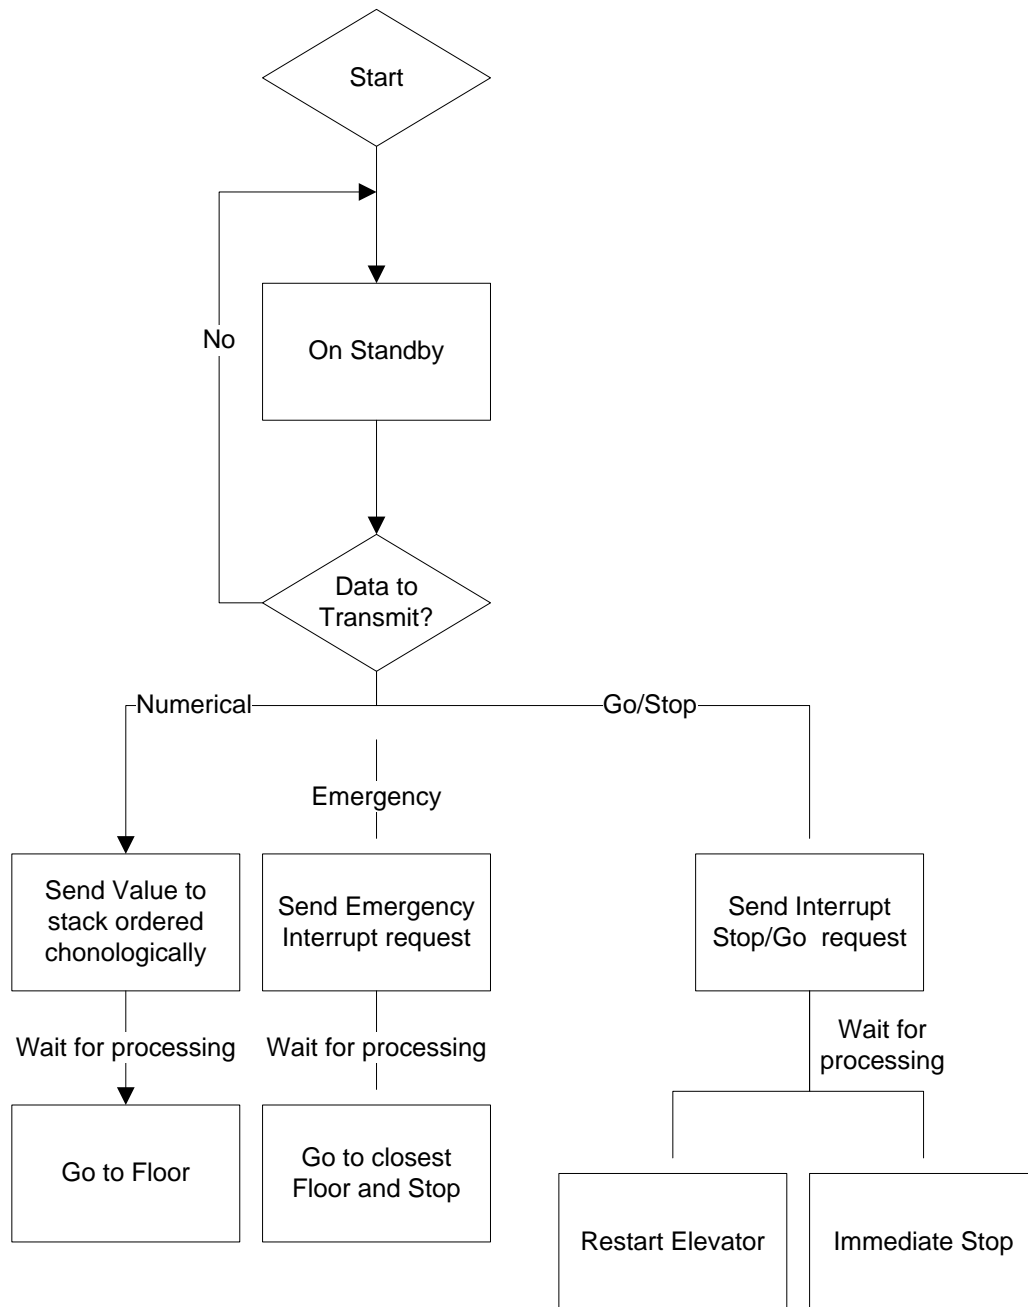 Start
No
On Standby
Data to
Transmit?
Numerical
Go/Stop
Emergency
Send Value to
stack ordered
chonologically
Send Emergency
Interrupt request
Send Interrupt
Stop/Go request
Wait for processing
Wait for processing
Wait for
processing
Go to Floor
Go to closest
Floor and Stop
Restart Elevator
Immediate Stop